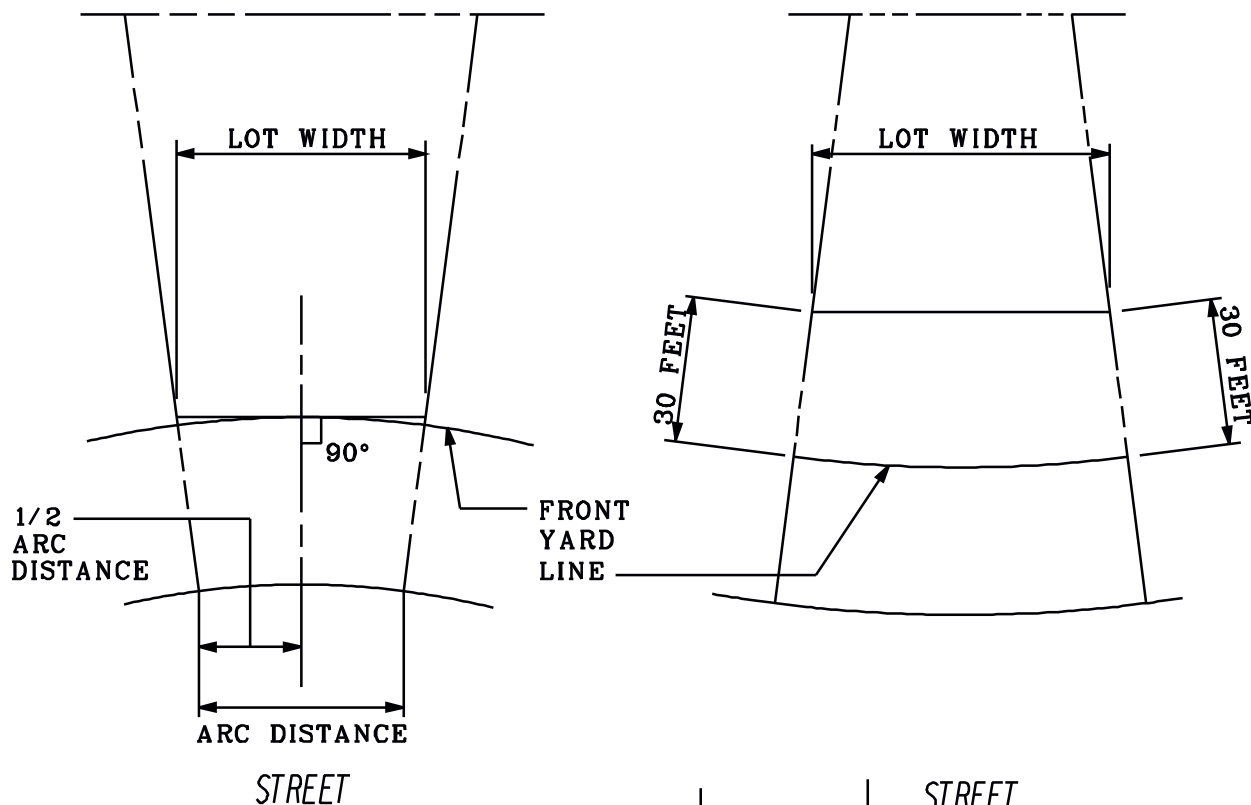 LOT WIDTH
LOT WIDTH
30 FEET
30 FEET
90°
1/2
ARC
DISTANCE
FRONT
YARD
LINE
ARC DISTANCE
STREET
STREET